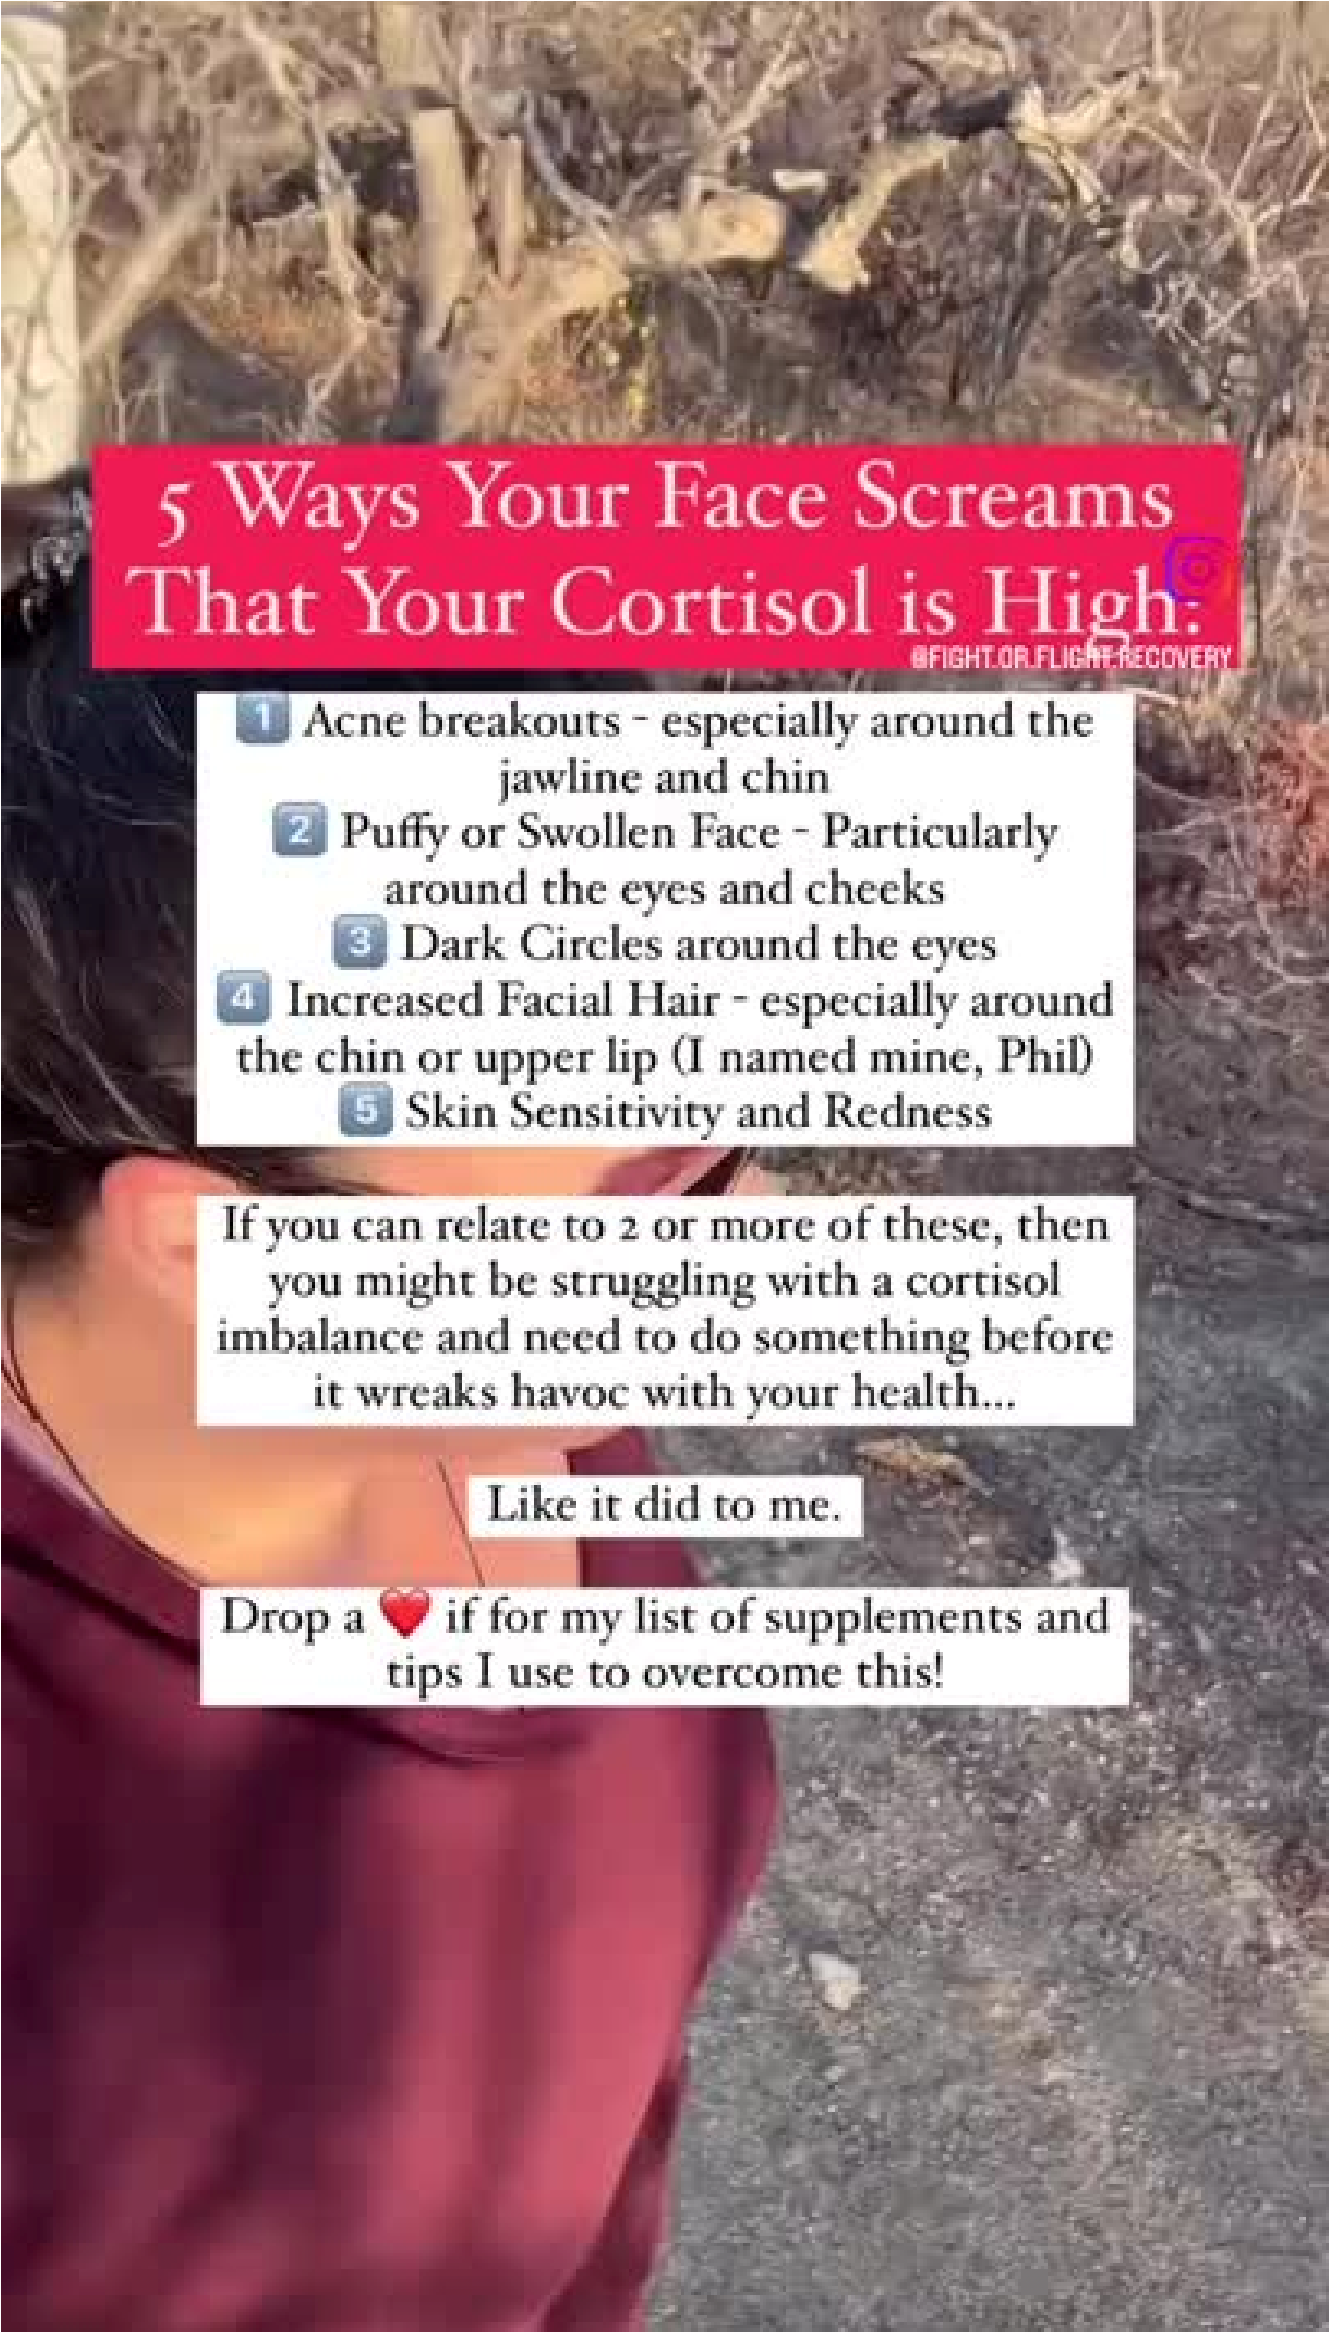 5 Ways Your Face Screams
That Your Cortisol is High:
@FIGHT.OR.FLIGHT.RECOVERY
1️⃣ Acne breakouts - especially around the
jawline and chin
2️⃣ Puffy or Swollen Face - Particularly
around the eyes and cheeks
3️⃣ Dark Circles around the eyes
4️⃣ Increased Facial Hair - especially around
the chin or upper lip (I named mine, Phil)
5️⃣ Skin Sensitivity and Redness
If you can relate to 2 or more of these, then
you might be struggling with a cortisol
imbalance and need to do something before
it wreaks havoc with your health...
Like it did to me.
Drop a ❤️ if for my list of supplements and
tips I use to overcome this!